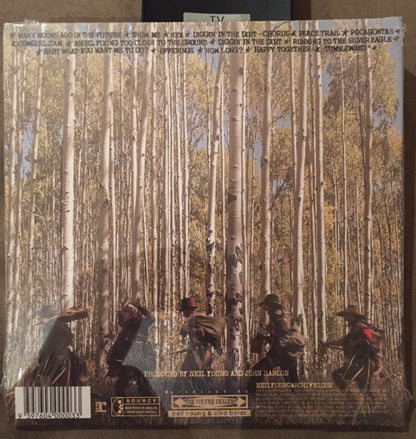 TV
★ MANY MOONS AGO IN THE FUTURE ★ SHOW ME ★ HEY ★ DIGGIN' IN THE DIRT - CHORUS ★ PEACE TRAIL ★ POCAHONTAS
★ COWGIRL JAM ★ ANGEL FLYING TOO CLOSE TO THE GROUND ★ DIGGIN' IN THE DIRT ★ RUNNING TO THE SILVER EAGLE ★
★ BABY WHAT YOU WANT ME TO DO? ★ OFFERINGS ★ HOW LONG? ★ HAPPY TOGETHER ★ TUMBLEWEED ★
PRODUCED BY NEIL YOUNG AND JOHN HANLON
NEILYOUNGARCHIVES.COM
SOURCE
THE VOLUME DEALERS
neil young & niko bolas